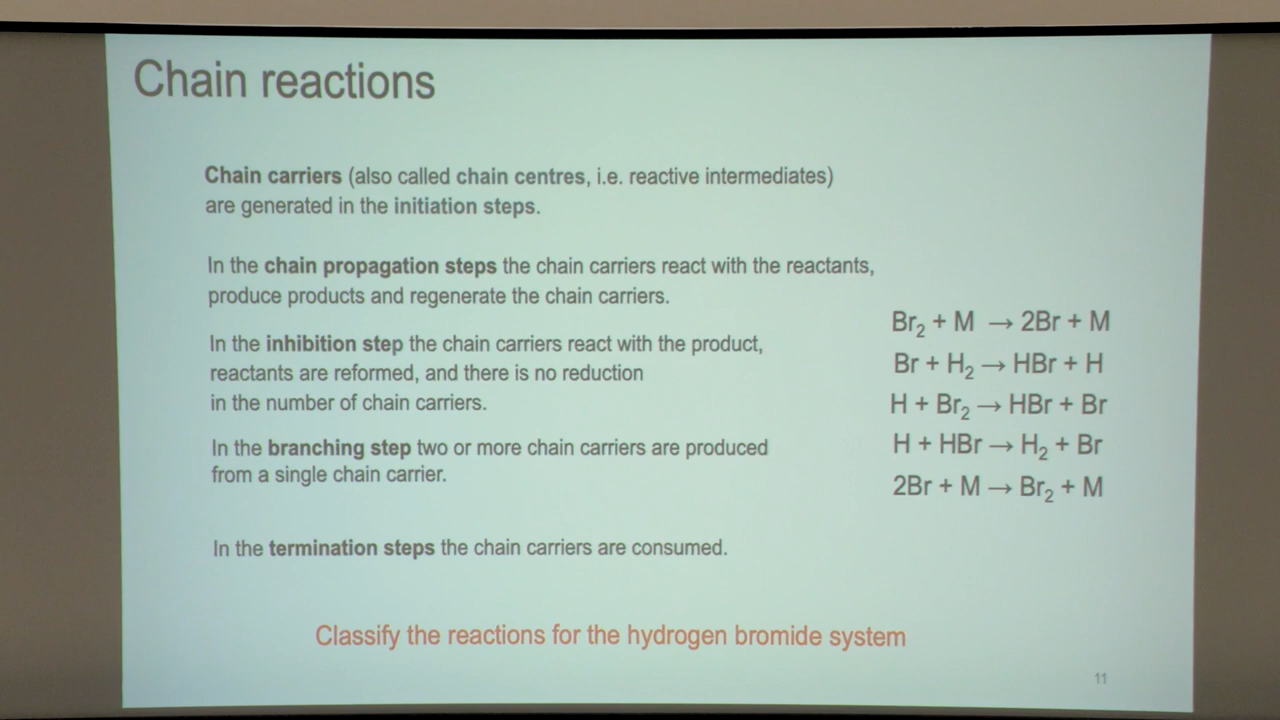 Chain reactions
Chain carriers (also called chain centres, i.e. reactive intermediates)
are generated in the initiation steps.
In the chain propagation steps the chain carriers react with the reactants,
produce products and regenerate the chain carriers.
In the inhibition step the chain carriers react with the product,
reactants are reformed, and there is no reduction
in the number of chain carriers.
In the branching step two or more chain carriers are produced
from a single chain carrier.
In the termination steps the chain carriers are consumed.
Br₂ + M → 2Br + M
Br + H₂ → HBr + H
H + Br₂ → HBr + Br
H + HBr → H₂ + Br
2Br + M → Br₂ + M
Classify the reactions for the hydrogen bromide system
11